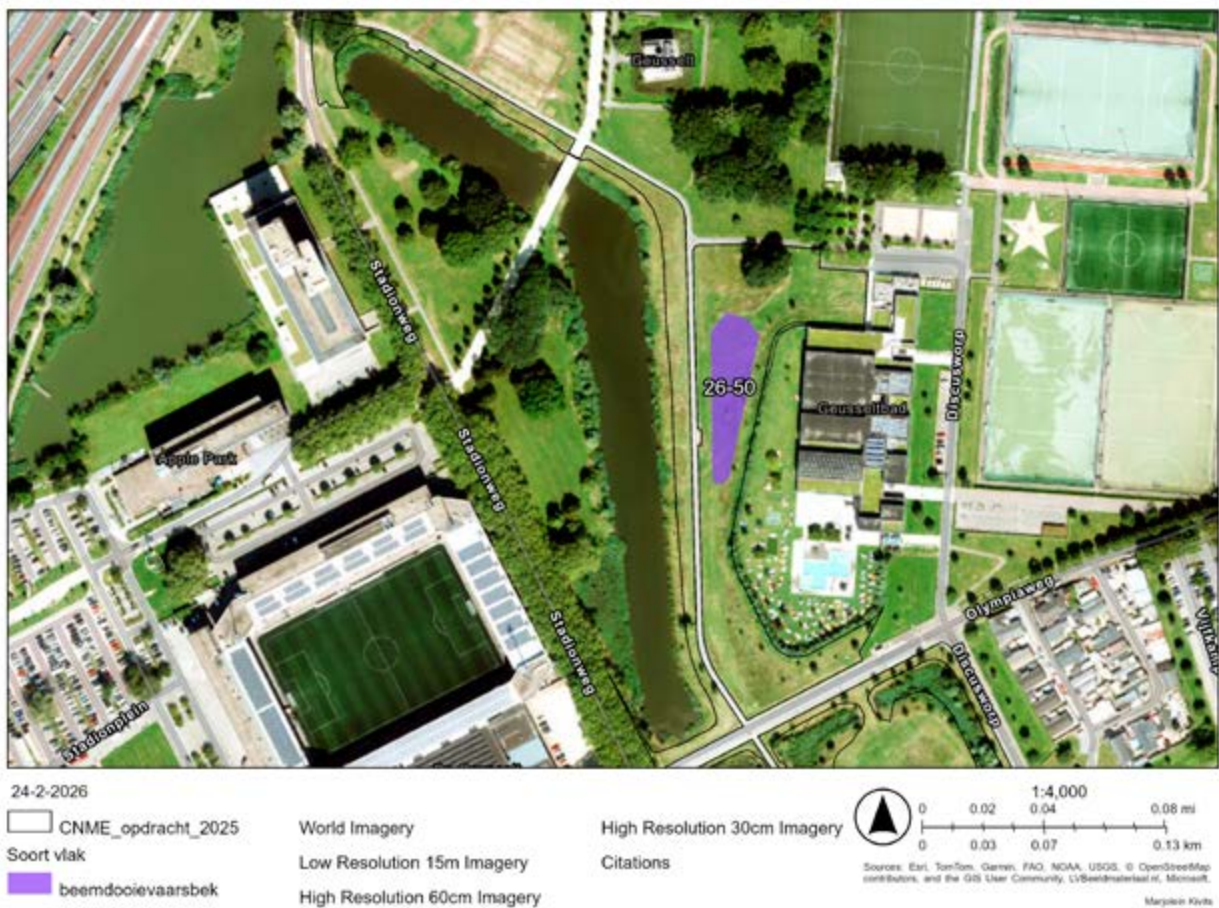 Geusselt
Stadionweg
26-50
Discusworp
Geusseltbad
Apple Park
Stadionweg
Olympiaweg
Stadionweg
Discusworp
Vijfkamp
Stadionplein
24-2-2026
CNME_opdracht_2025
Soort vlak
beemdooievaarsbek
World Imagery
Low Resolution 15m Imagery
High Resolution 60cm Imagery
High Resolution 30cm Imagery
Citations
1:4,000
0 0.02 0.04 0.08 mi
0 0.03 0.07 0.13 km
Sources: Esri, TomTom, Garmin, FAO, NOAA, USGS, © OpenStreetMap
contributors, and the GIS User Community, LVBeeldmateriaal.nl, Microsoft,
Marjolein Kivits